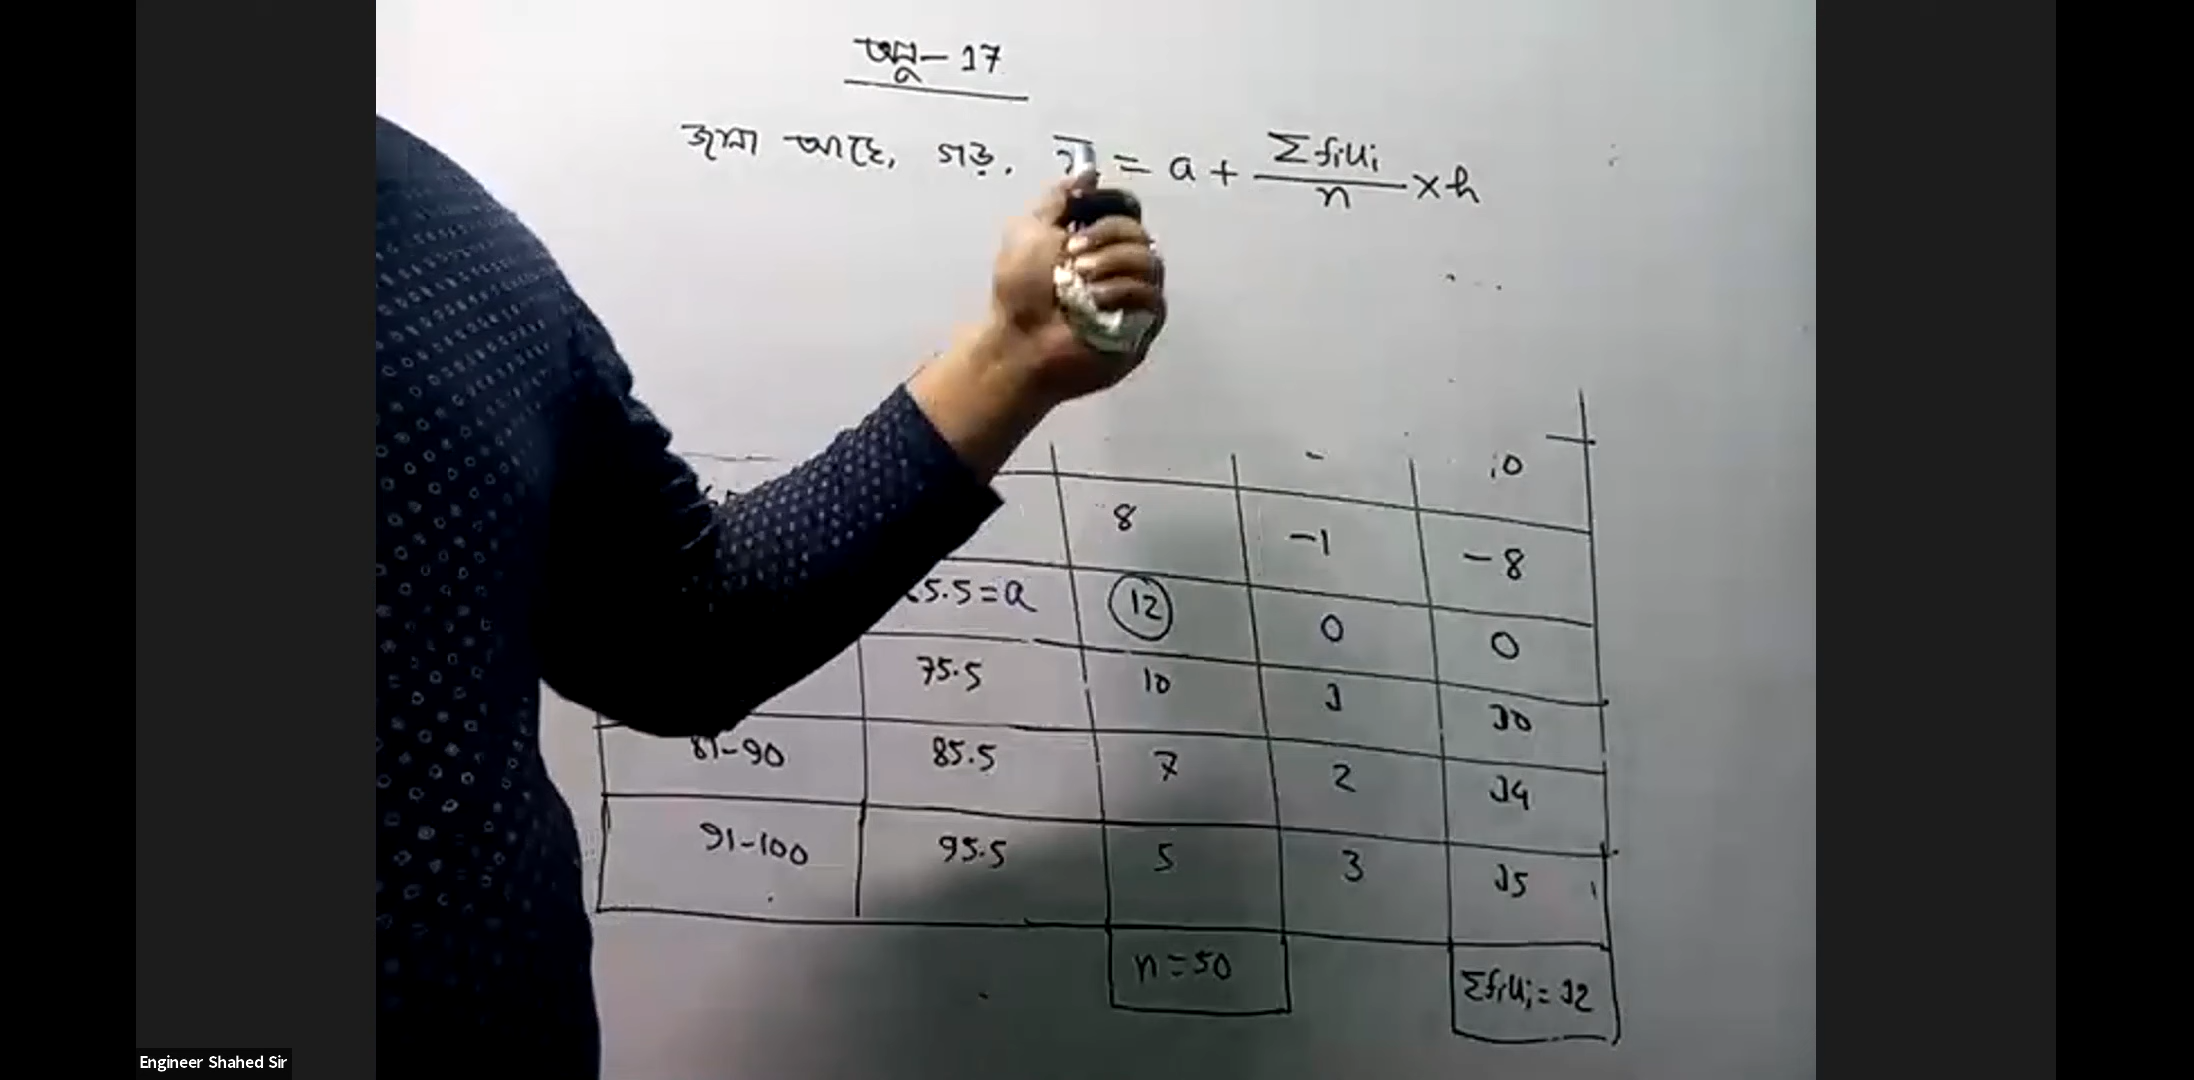 অনু - 17
জানা আছে, গড়, = a + Σfᵢuᵢ / n × h
8 -1 -8
5.5 = a 12 0 0
75.5 10 1 10
81-90 85.5 7 2 14
91-100 95.5 5 3 15
n = 50 Σfᵢuᵢ = 12
Engineer Shahed Sir